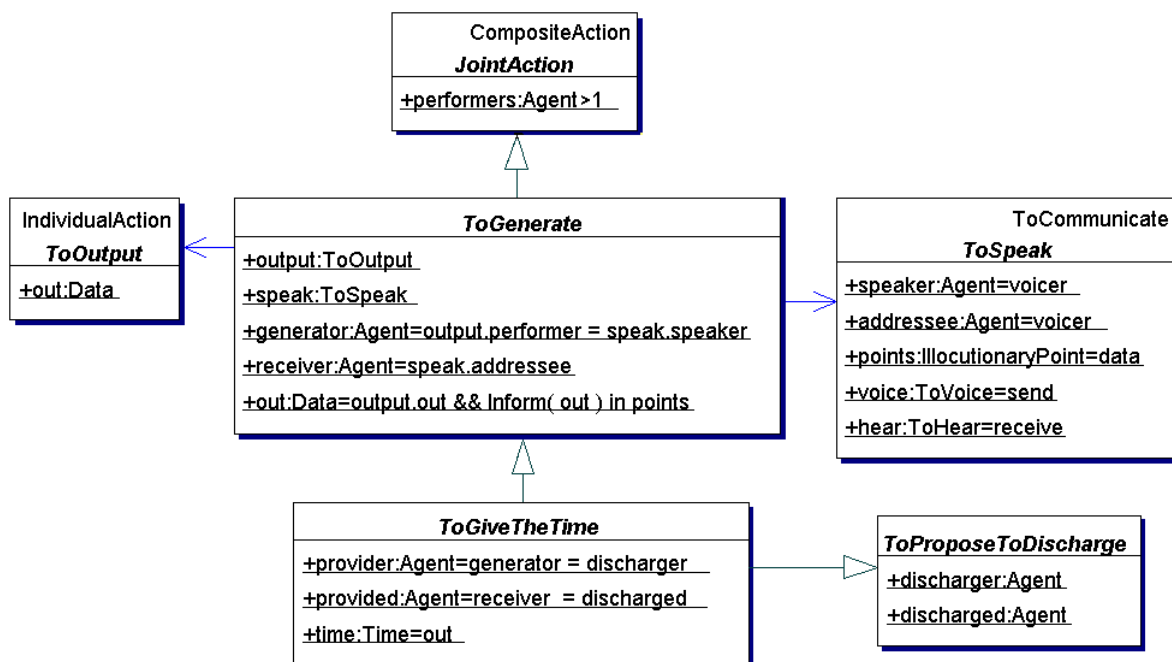 CompositeAction
JointAction
+performers:Agent>1
IndividualAction
ToOutput
+out:Data
ToGenerate
+output:ToOutput
+speak:ToSpeak
+generator:Agent=output.performer = speak.speaker
+receiver:Agent=speak.addressee
+out:Data=output.out && Inform( out ) in points
ToCommunicate
ToSpeak
+speaker:Agent=voicer
+addressee:Agent=voicer
+points:IllocutionaryPoint=data
+voice:ToVoice=send
+hear:ToHear=receive
ToGiveTheTime
+provider:Agent=generator = discharger
+provided:Agent=receiver = discharged
+time:Time=out
ToProposeToDischarge
+discharger:Agent
+discharged:Agent